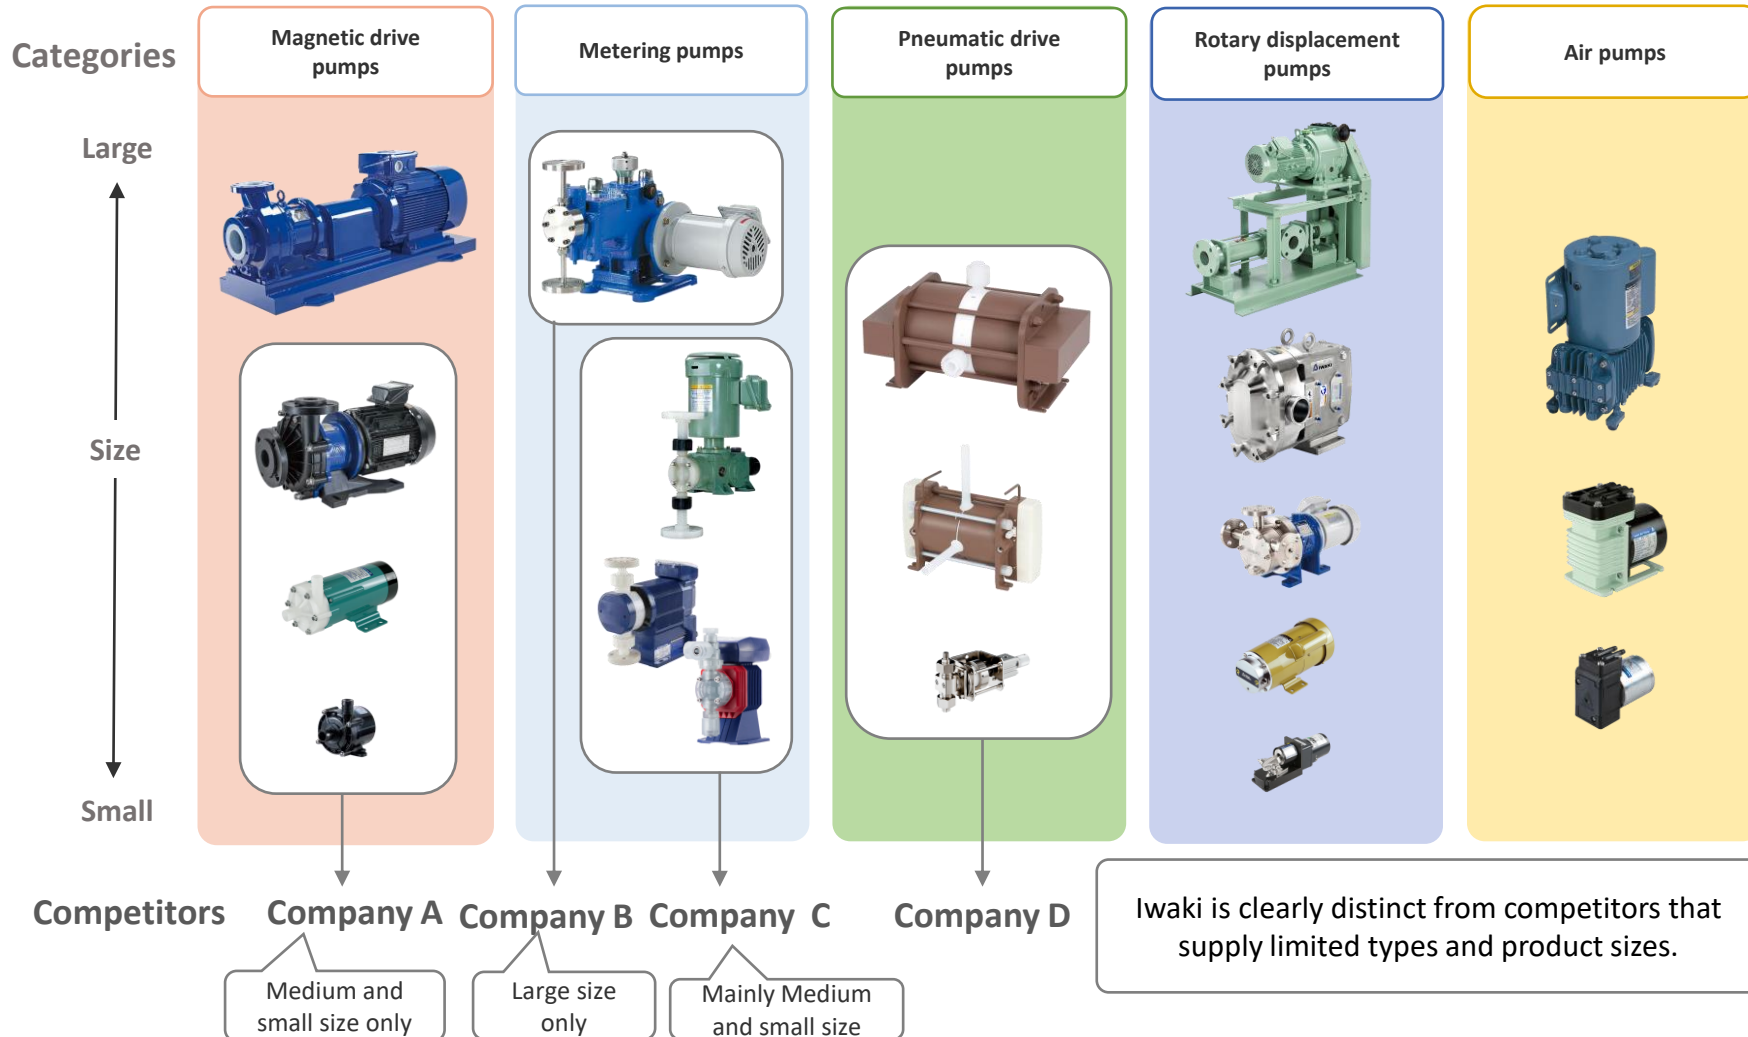 Categories
Magnetic drive
pumps
Metering pumps
Pneumatic drive
pumps
Rotary displacement
pumps
Air pumps
Large
Size
Small
IWAKI
Competitors
Company A
Company B
Company C
Company D
Medium and
small size only
Large size
only
Mainly Medium
and small size
Iwaki is clearly distinct from competitors that
supply limited types and product sizes.